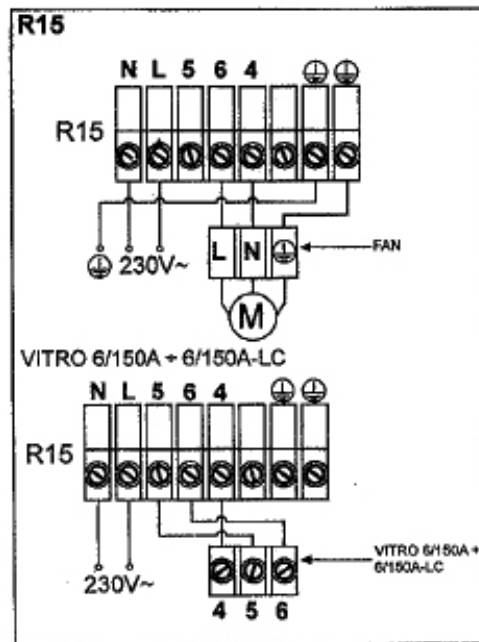 R15
N L 5 6 4
R15
230V~
L N
FAN
M
VITRO 6/150A + 6/150A-LC
N L 5 6 4
R15
VITRO 6/150A +
6/150A-LC
230V~
4 5 6